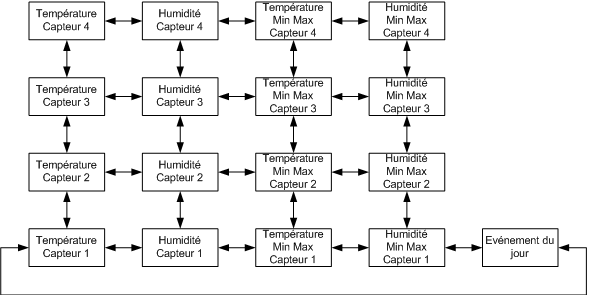 Température
Capteur 4
Humidité
Capteur 4
Température
Min Max
Capteur 4
Humidité
Min Max
Capteur 4
Température
Capteur 3
Humidité
Capteur 3
Température
Min Max
Capteur 3
Humidité
Min Max
Capteur 3
Température
Capteur 2
Humidité
Capteur 2
Température
Min Max
Capteur 2
Humidité
Min Max
Capteur 2
Température
Capteur 1
Humidité
Capteur 1
Température
Min Max
Capteur 1
Humidité
Min Max
Capteur 1
Evénement du
jour